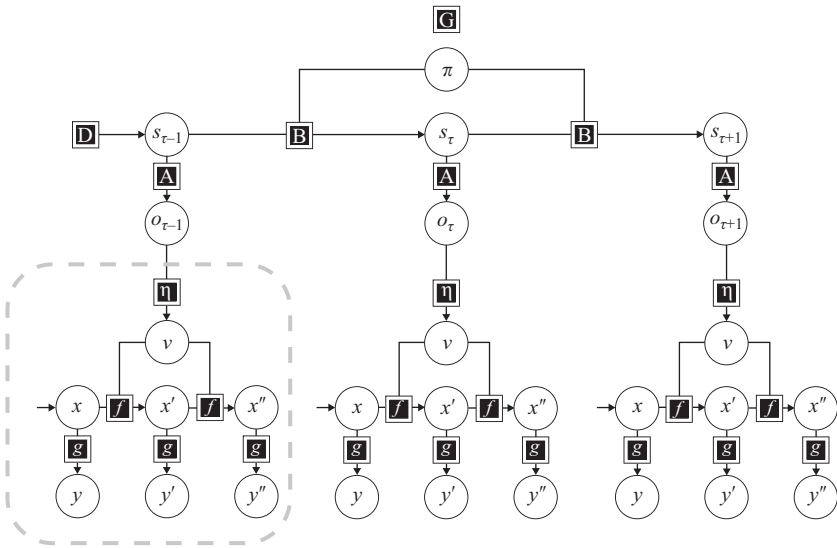 G
π
D s_{τ−1} B s_τ B s_{τ+1}
A A A
o_{τ−1} o_τ o_{τ+1}
η η η
v v v
x f x′ f x″ x f x′ f x″ x f x′ f x″
g g g g g g g g g
y y′ y″ y y′ y″ y y′ y″